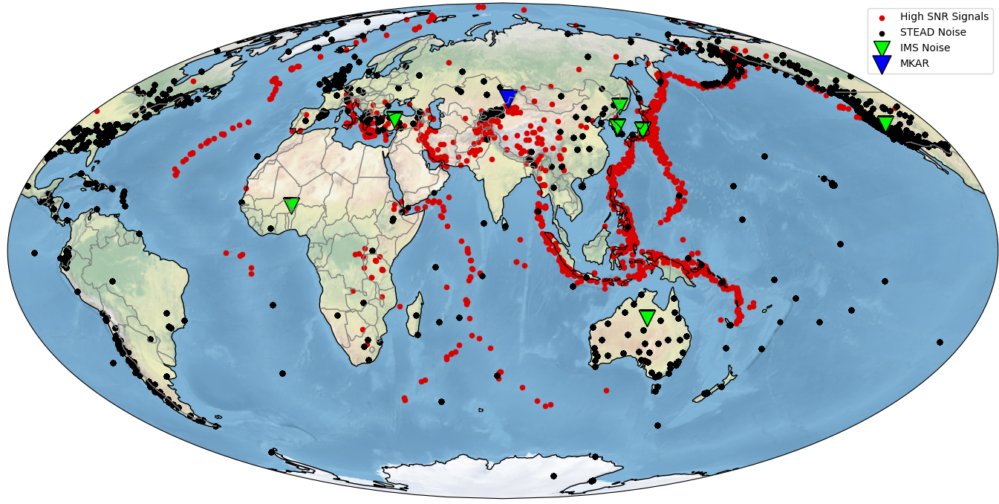 High SNR Signals
STEAD Noise
IMS Noise
MKAR